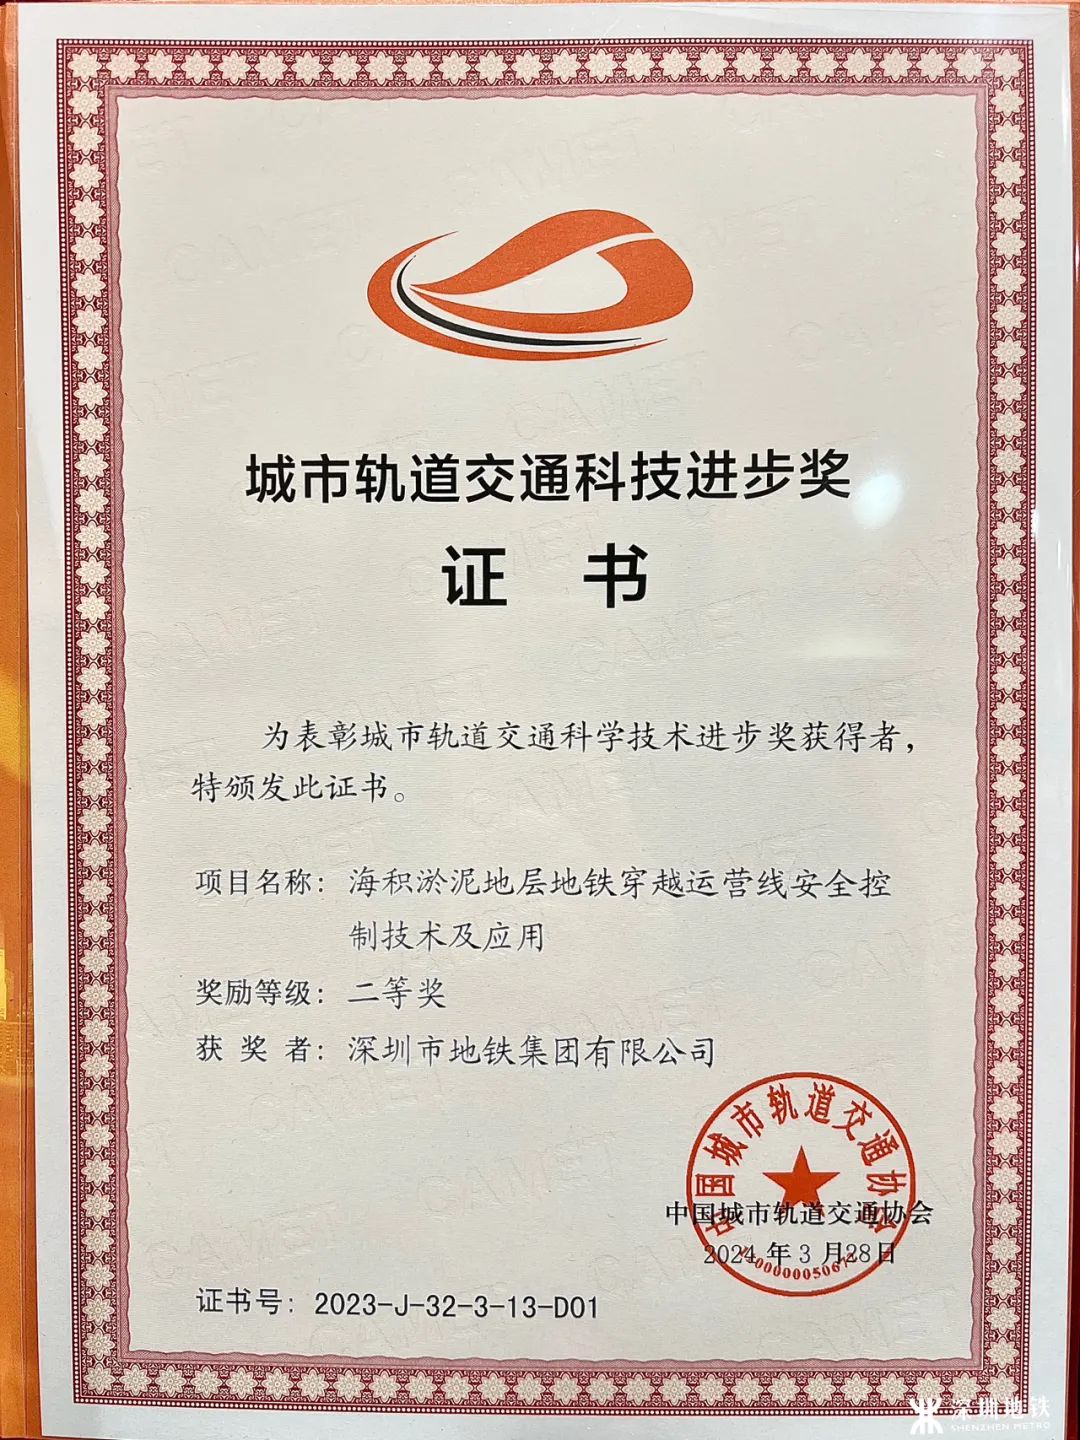 城市轨道交通科技进步奖
证 书
为表彰城市轨道交通科学技术进步奖获得者，
特颁发此证书。
项目名称：海积淤泥地层地铁穿越运营线安全控
制技术及应用
奖励等级：二等奖
获 奖 者：深圳市地铁集团有限公司
中国城市轨道交通协会
中国城市轨道交通协会
2024 年 3 月28日
证书号：2023-J-32-3-13-D01
深圳地铁
SHENZHEN METRO